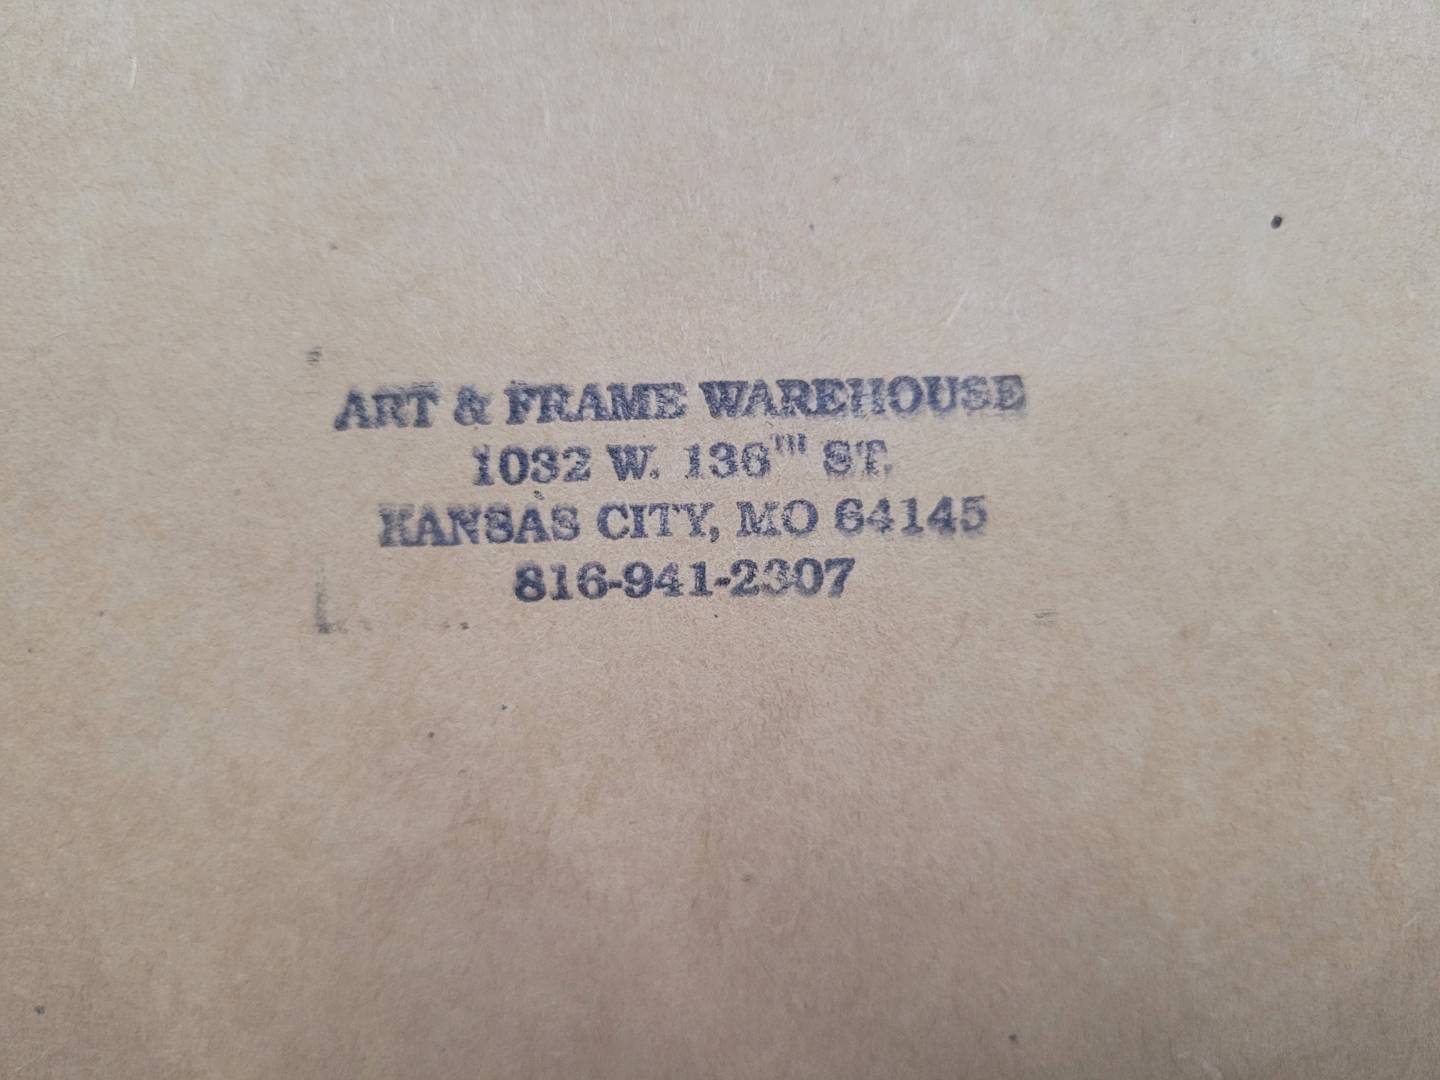 ART & FRAME WAREHOUSE
1032 W. 136TH ST.
KANSAS CITY, MO 64145
816-941-2307